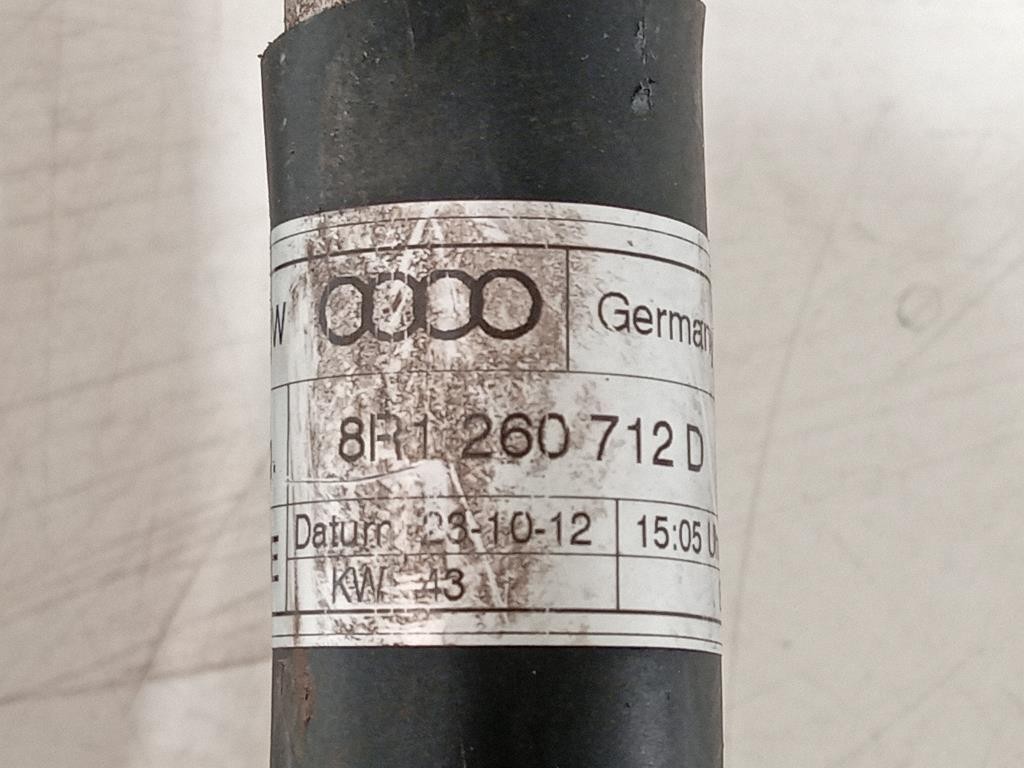 W German
8R1 260 712 D
E Datum 23-10-12 15:05 U
KW 43